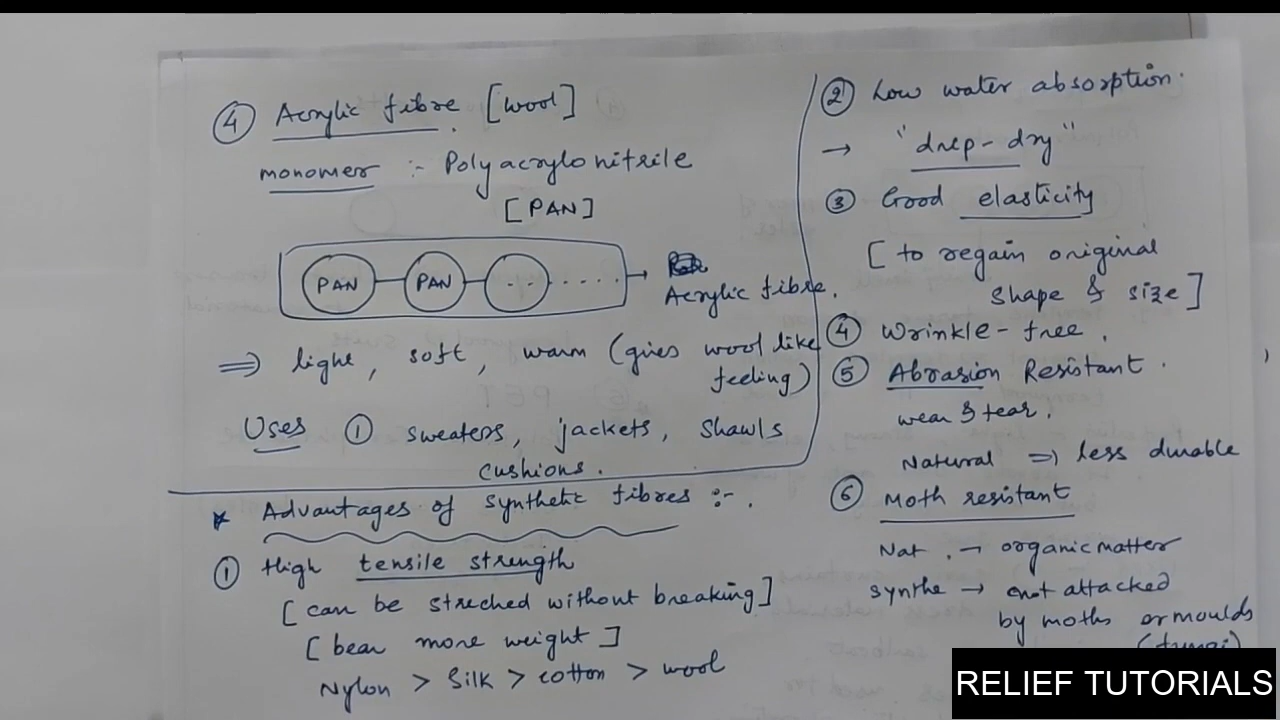 ④ Acrylic fibre [wool]
monomer :- Polyacrylonitrile
[PAN]
PAN PAN .. ..... → Acrylic fibre.
⇒ light, soft, warm (gives wool like
feeling)
Uses ① sweaters, jackets, shawls
cushions.
* Advantages of synthetic fibres :-.
① High tensile strength
[can be streched without breaking]
[bear more weight]
Nylon > Silk > cotton > wool
② Low water absorption.
→ "drep-dry"
③ Good elasticity
[to regain original
shape & size]
④ Wrinkle-free.
⑤ Abrasion Resistant.
wear & tear.
Natural ⇒ less durable
⑥ Moth resistant
Nat. → organic matter
synthe → not attacked
by moths or moulds
(fungi)
RELIEF TUTORIALS